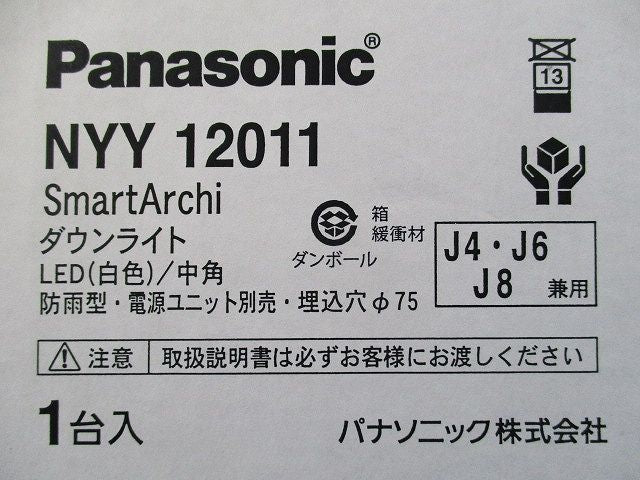 Panasonic®
13
NYY 12011
SmartArchi
ダウンライト
LED(白色)/中角
防雨型・電源ユニット別売・埋込穴φ75
箱
緩衝材
ダンボール
J4・J6
J8 兼用
注意 取扱説明書は必ずお客様にお渡しください
1台入
パナソニック株式会社